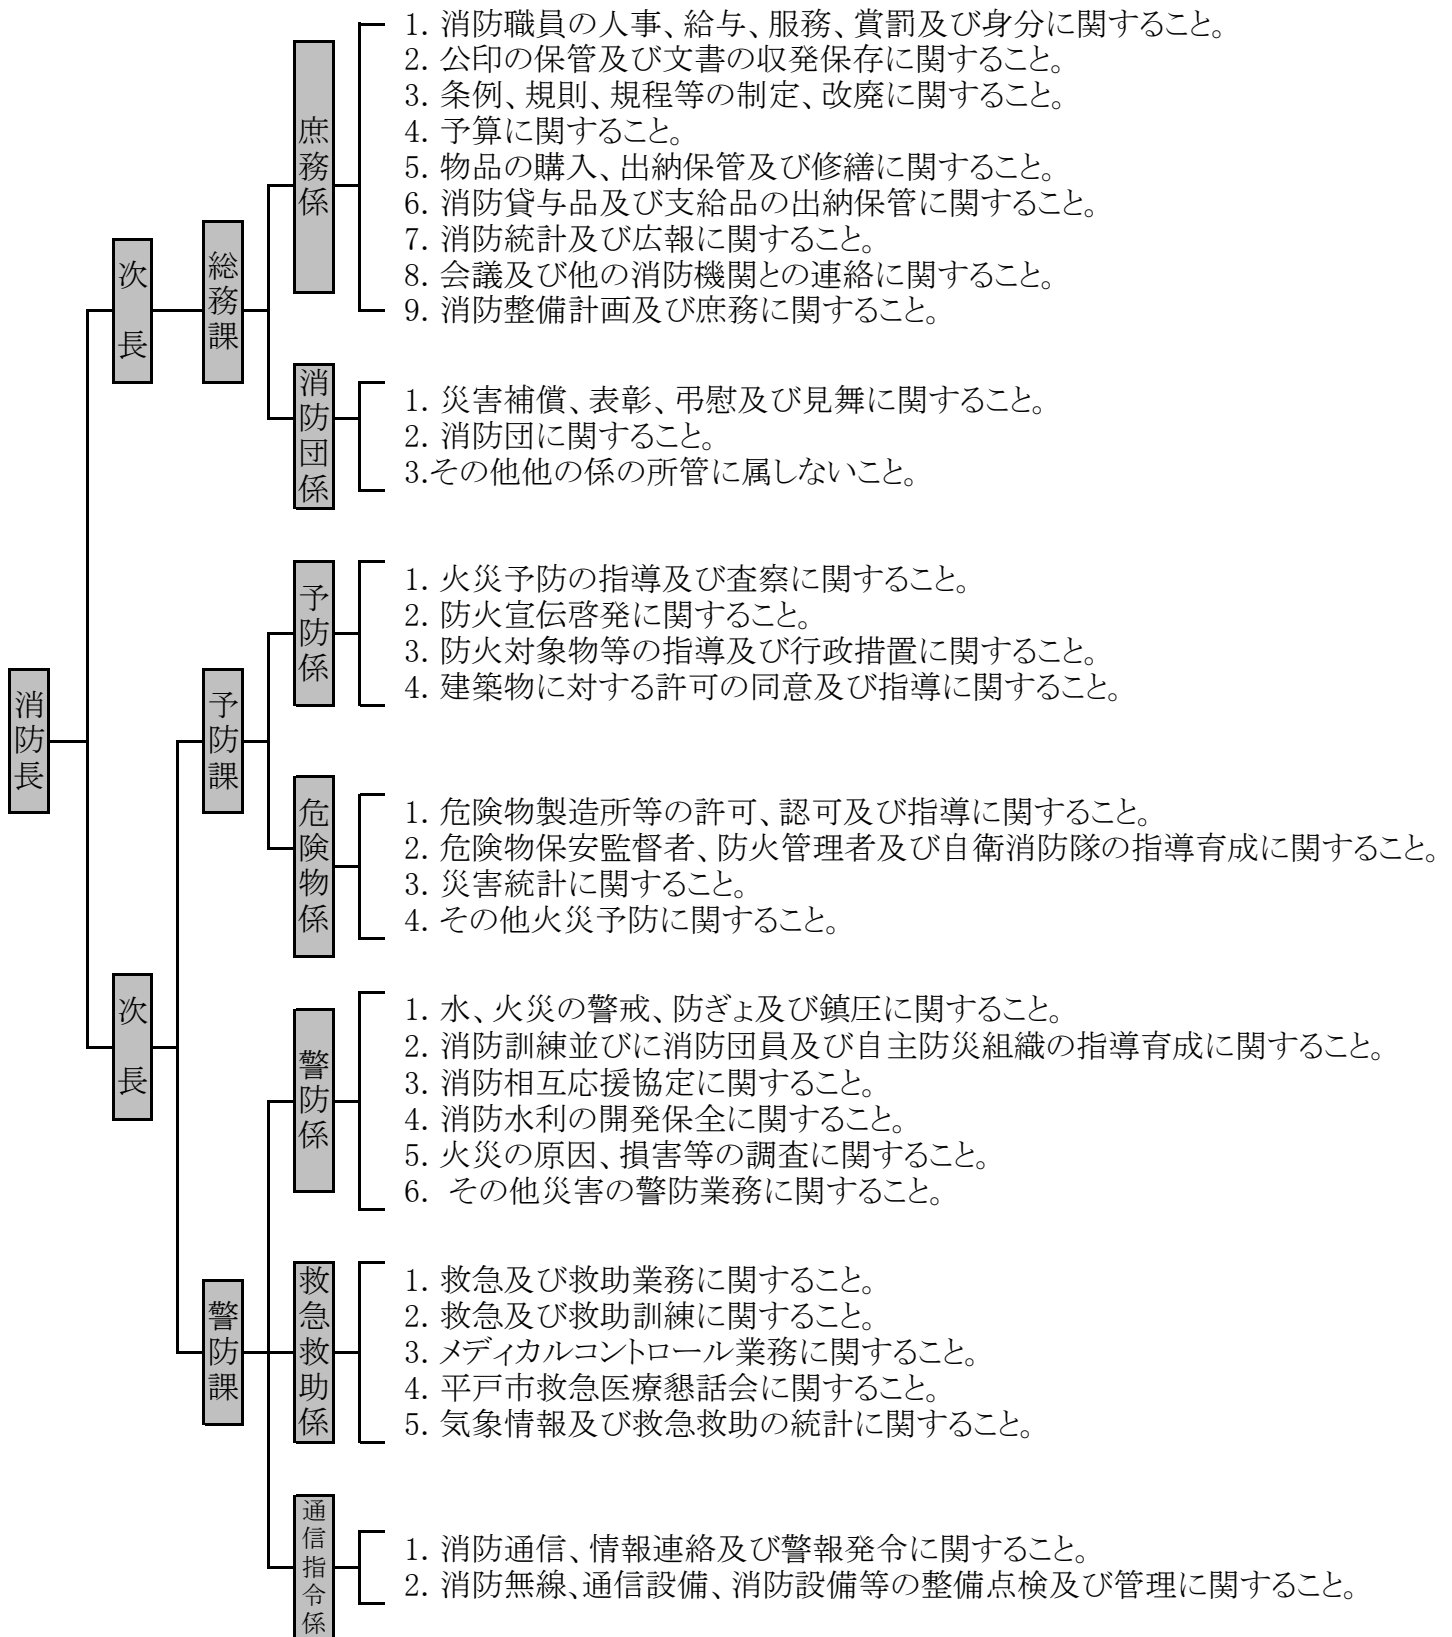 消防長
次長
総務課
庶務係
1. 消防職員の人事、給与、服務、賞罰及び身分に関すること。
2. 公印の保管及び文書の収発保存に関すること。
3. 条例、規則、規程等の制定、改廃に関すること。
4. 予算に関すること。
5. 物品の購入、出納保管及び修繕に関すること。
6. 消防貸与品及び支給品の出納保管に関すること。
7. 消防統計及び広報に関すること。
8. 会議及び他の消防機関との連絡に関すること。
9. 消防整備計画及び庶務に関すること。
消防団係
1. 災害補償、表彰、弔慰及び見舞に関すること。
2. 消防団に関すること。
3.その他他の係の所管に属しないこと。
次長
予防課
予防係
1. 火災予防の指導及び査察に関すること。
2. 防火宣伝啓発に関すること。
3. 防火対象物等の指導及び行政措置に関すること。
4. 建築物に対する許可の同意及び指導に関すること。
危険物係
1. 危険物製造所等の許可、認可及び指導に関すること。
2. 危険物保安監督者、防火管理者及び自衛消防隊の指導育成に関すること。
3. 災害統計に関すること。
4. その他火災予防に関すること。
警防課
警防係
1. 水、火災の警戒、防ぎょ及び鎮圧に関すること。
2. 消防訓練並びに消防団員及び自主防災組織の指導育成に関すること。
3. 消防相互応援協定に関すること。
4. 消防水利の開発保全に関すること。
5. 火災の原因、損害等の調査に関すること。
6. その他災害の警防業務に関すること。
救急救助係
1. 救急及び救助業務に関すること。
2. 救急及び救助訓練に関すること。
3. メディカルコントロール業務に関すること。
4. 平戸市救急医療懇話会に関すること。
5. 気象情報及び救急救助の統計に関すること。
通信指令係
1. 消防通信、情報連絡及び警報発令に関すること。
2. 消防無線、通信設備、消防設備等の整備点検及び管理に関すること。